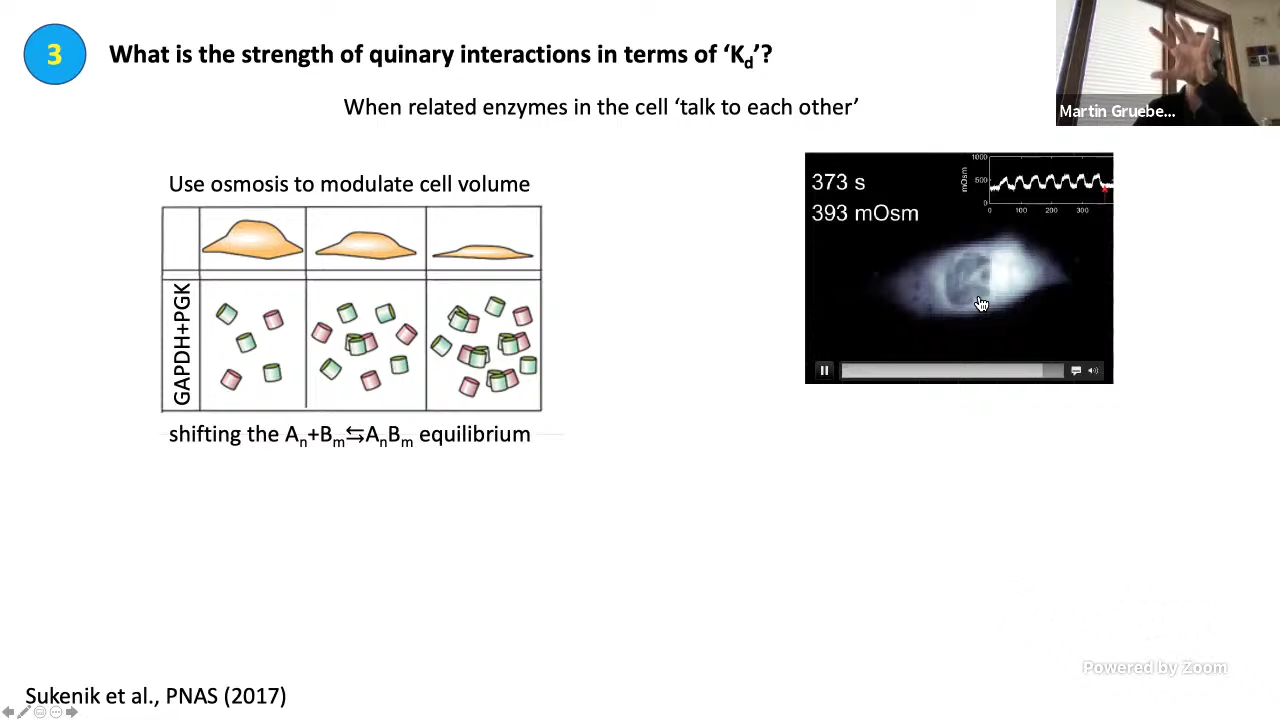 3
What is the strength of quinary interactions in terms of ‘Kd’?
When related enzymes in the cell ‘talk to each other’
Martin Gruebe...
Use osmosis to modulate cell volume
GAPDH+PGK
shifting the An+Bm⇆AnBm equilibrium
373 s
393 mOsm
mOsm
1000
500
0
0 100 200 300
Sukenik et al., PNAS (2017)
Powered by Zoom